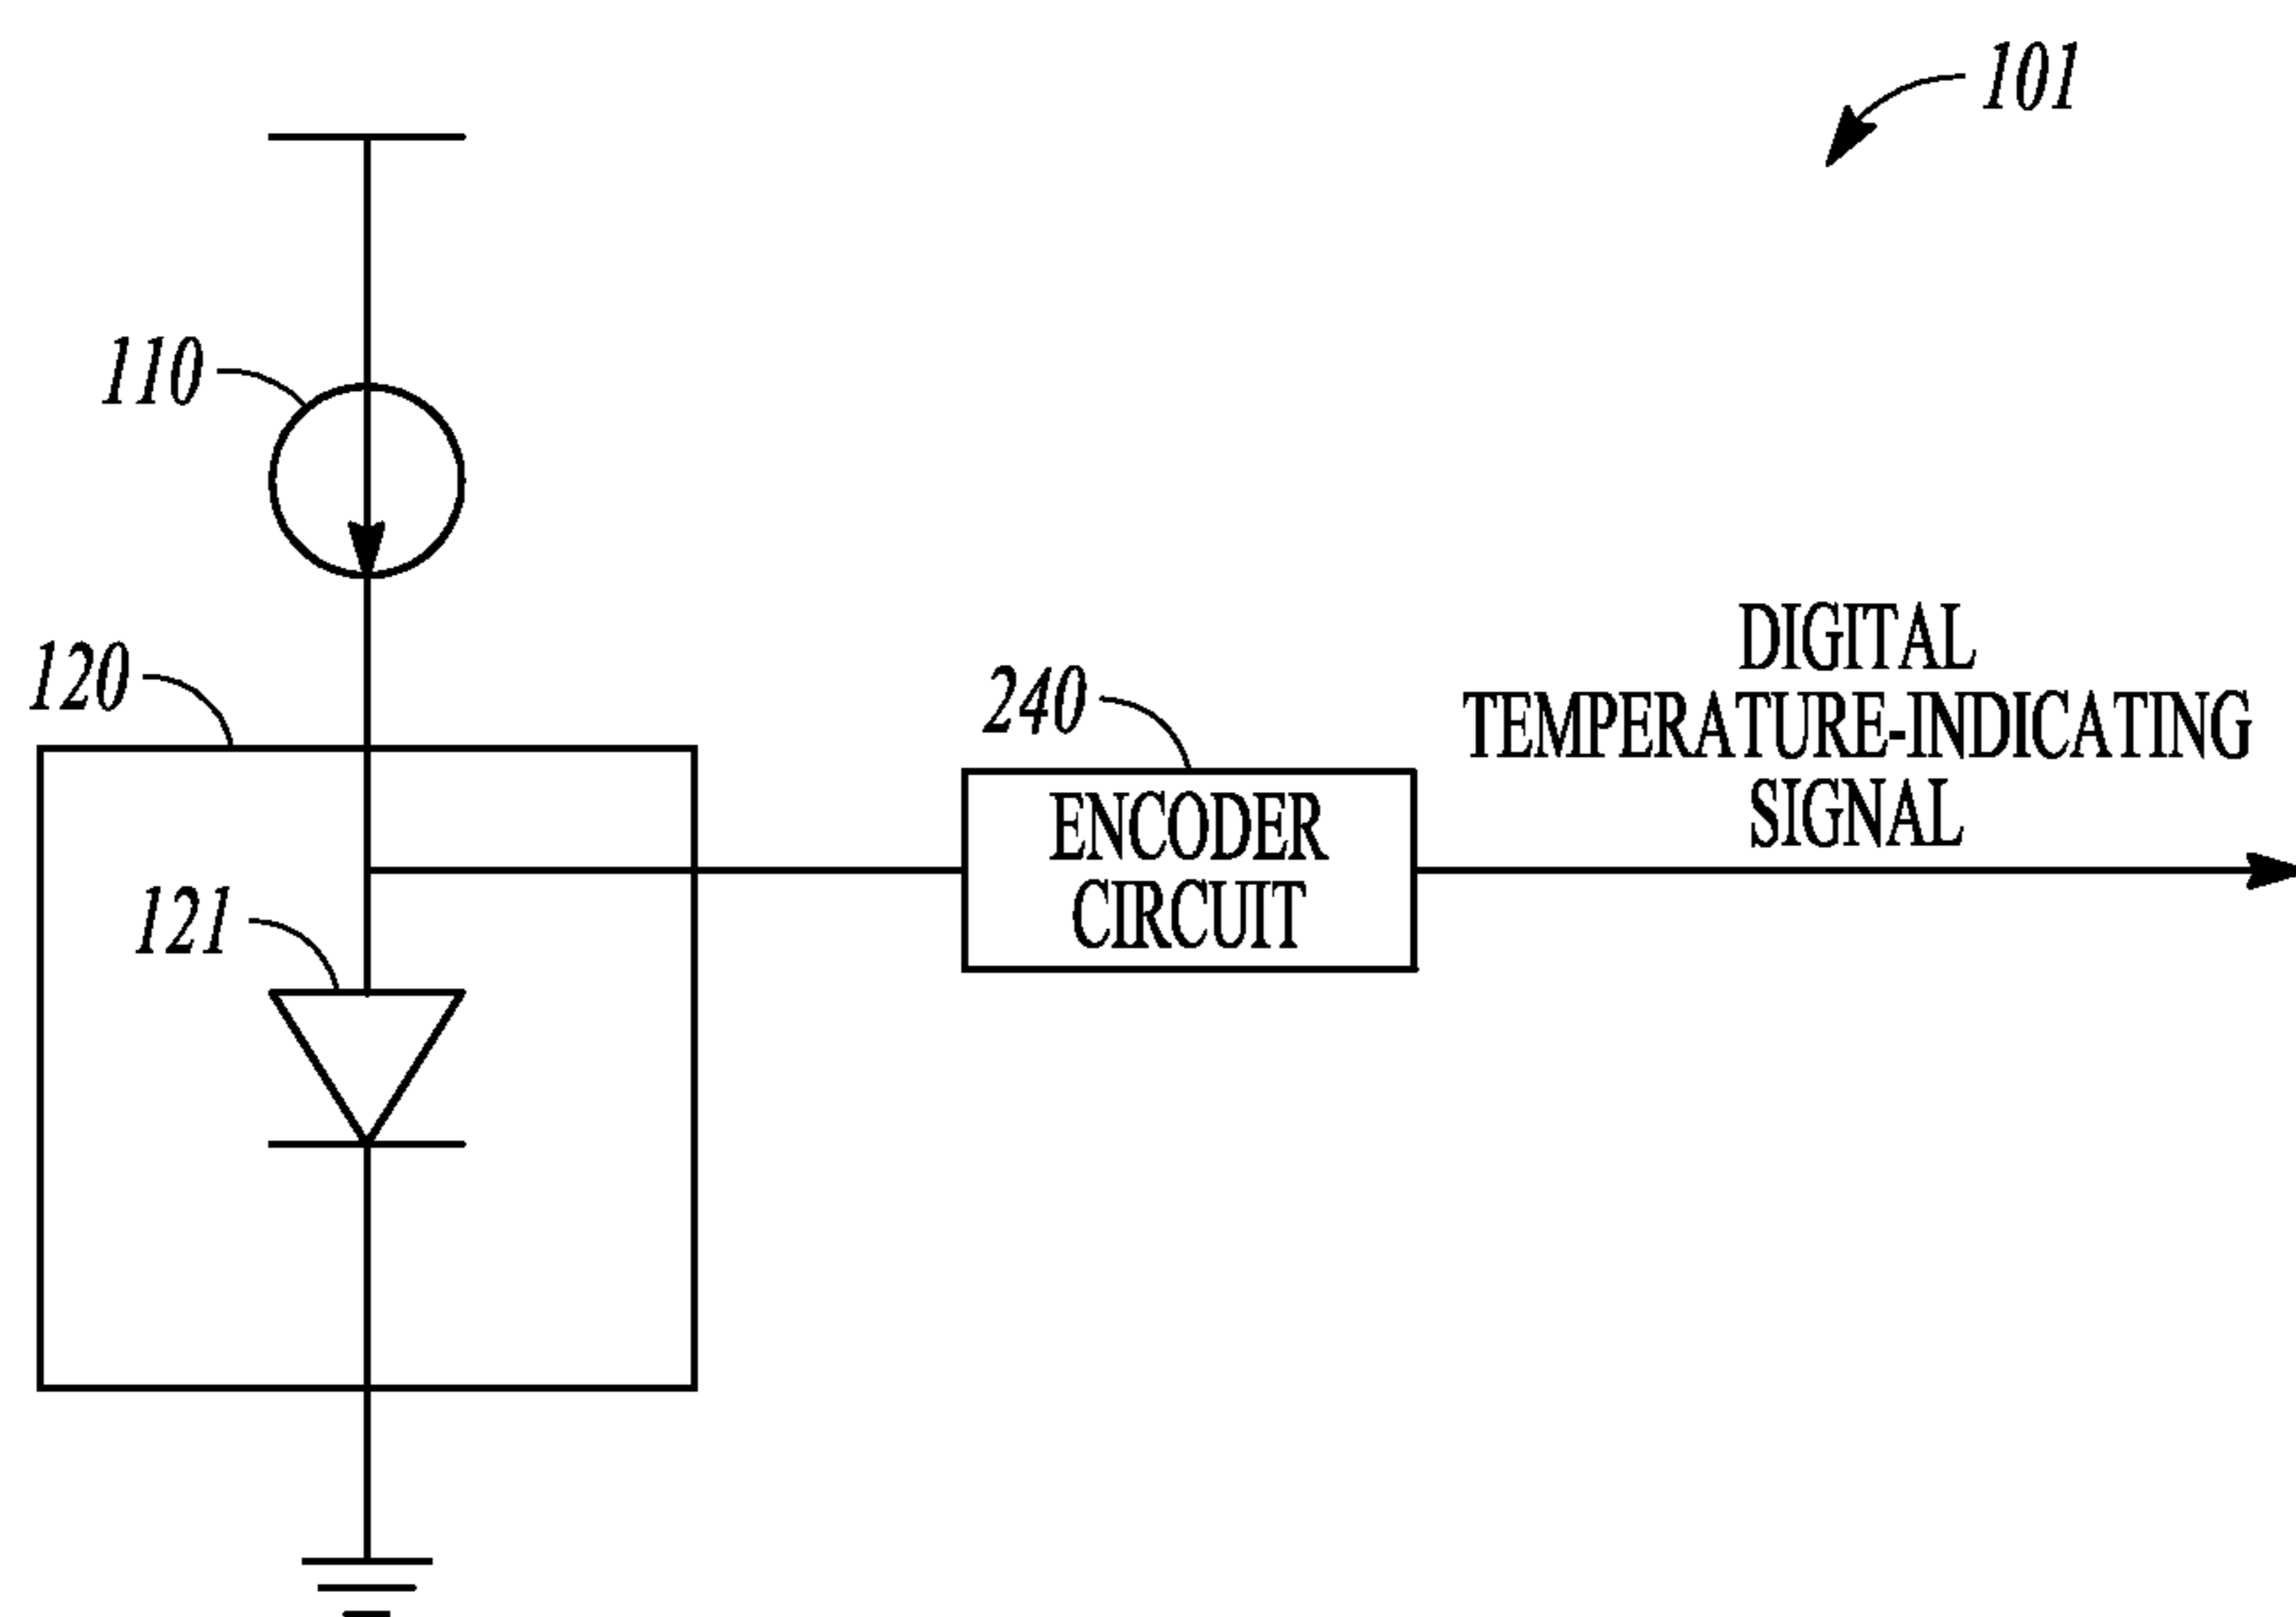 101
110
120
240
DIGITAL
TEMPERATURE-INDICATING
SIGNAL
ENCODER
CIRCUIT
121